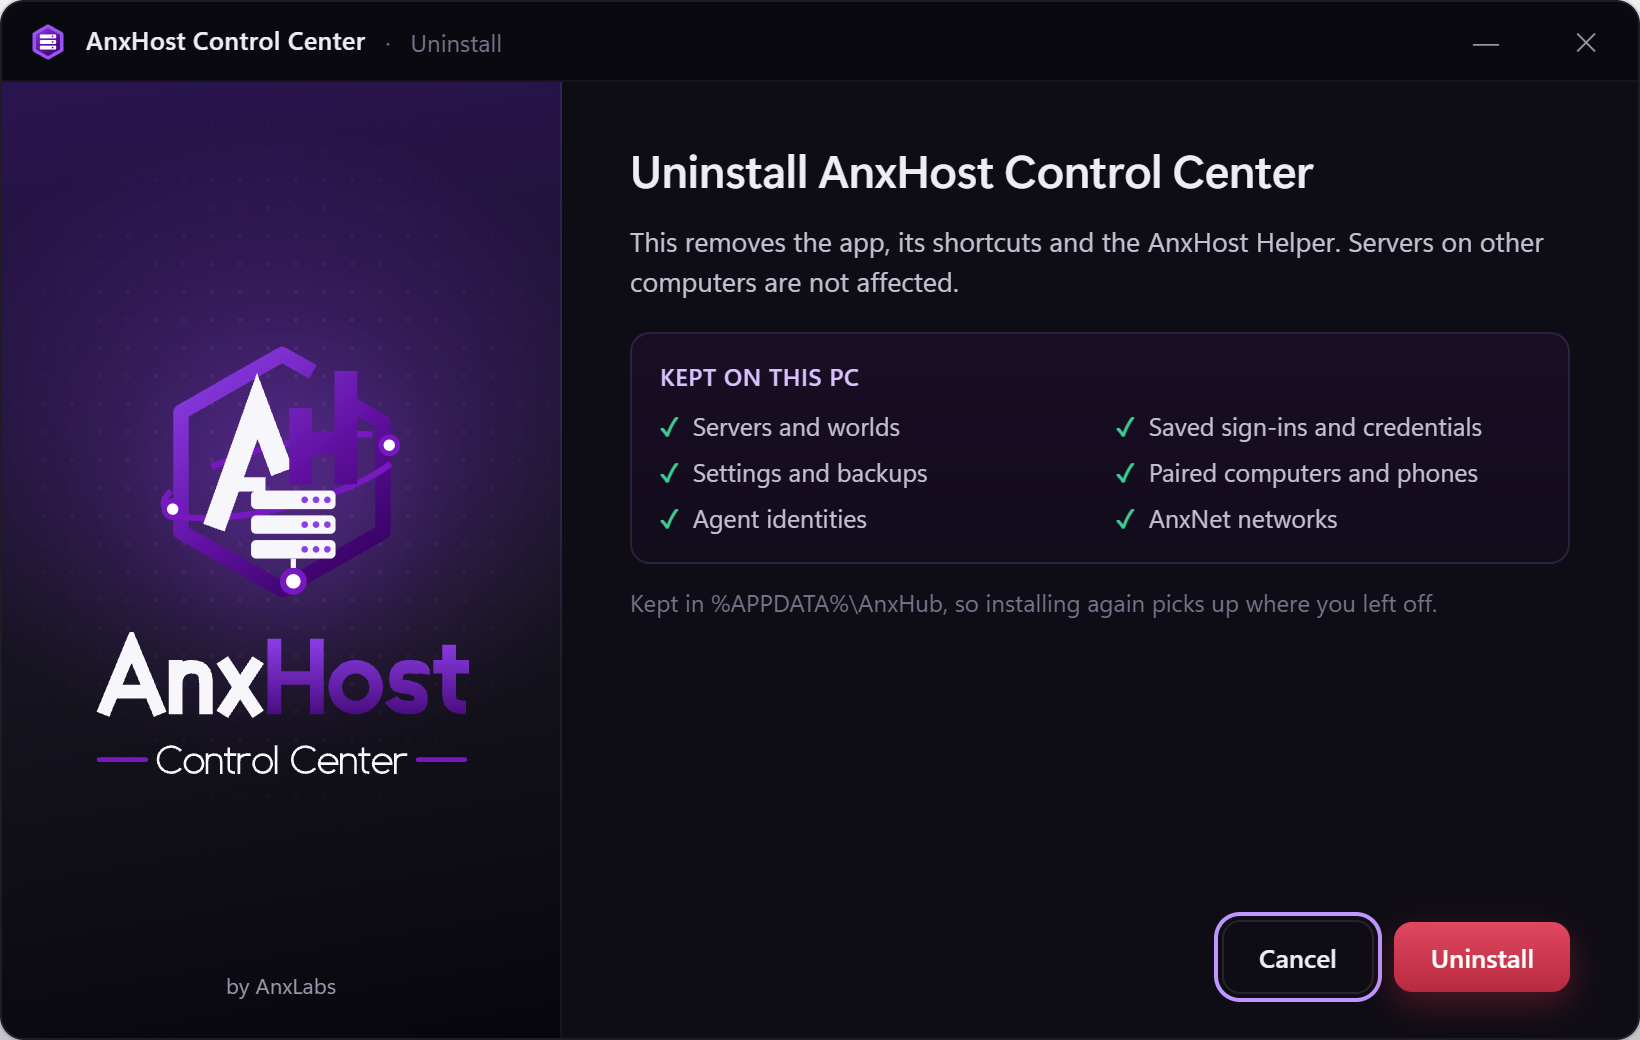 AnxHost Control Center · Uninstall
AH
AnxHost
Control Center
by AnxLabs
Uninstall AnxHost Control Center
This removes the app, its shortcuts and the AnxHost Helper. Servers on other
computers are not affected.
KEPT ON THIS PC
✓ Servers and worlds
✓ Saved sign-ins and credentials
✓ Settings and backups
✓ Paired computers and phones
✓ Agent identities
✓ AnxNet networks
Kept in %APPDATA%\AnxHub, so installing again picks up where you left off.
Cancel
Uninstall